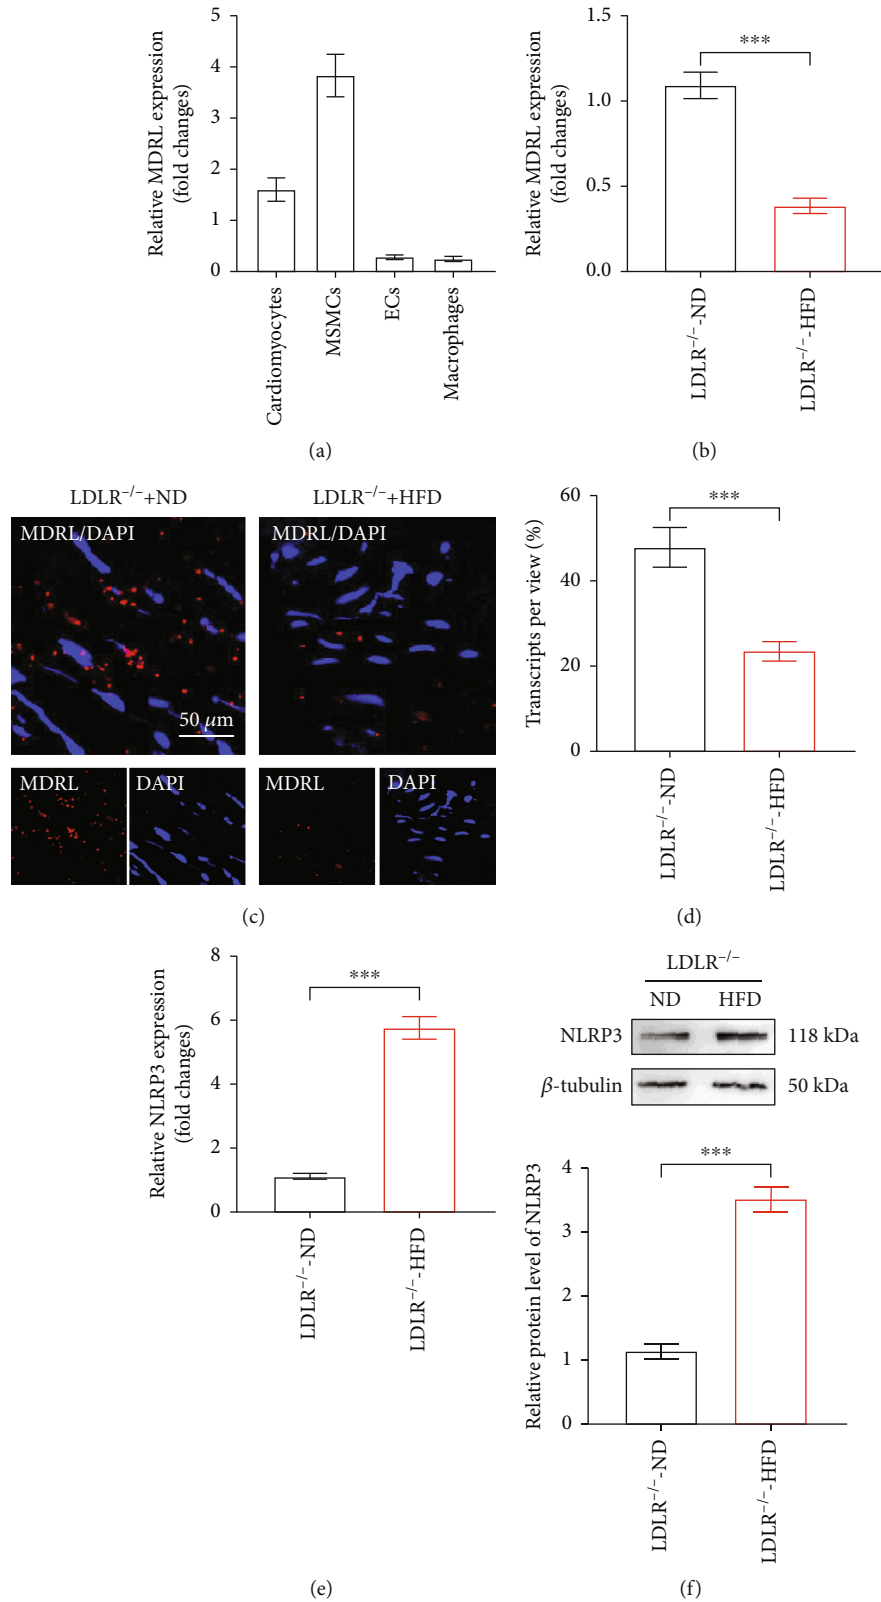 Relative MDRL expression
(fold changes)
5
4
3
2
1
0
Cardiomyocytes
MSMCs
ECs
Macrophages
(a)
Relative MDRL expression
(fold changes)
1.5
1.0
0.5
0.0
***
LDLR⁻/⁻-ND
LDLR⁻/⁻-HFD
(b)
LDLR⁻/⁻+ND
LDLR⁻/⁻+HFD
MDRL/DAPI
MDRL/DAPI
50 μm
MDRL
DAPI
MDRL
DAPI
(c)
Transcripts per view (%)
60
40
20
0
***
LDLR⁻/⁻-ND
LDLR⁻/⁻-HFD
(d)
Relative NLRP3 expression
(fold changes)
8
6
4
2
0
***
LDLR⁻/⁻-ND
LDLR⁻/⁻-HFD
(e)
LDLR⁻/⁻
ND HFD
NLRP3 118 kDa
β-tubulin 50 kDa
Relative protein level of NLRP3
4
3
2
1
0
***
LDLR⁻/⁻-ND
LDLR⁻/⁻-HFD
(f)